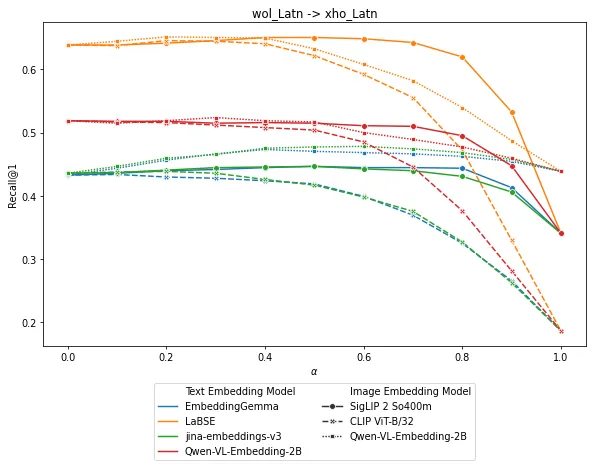 wol_Latn -> xho_Latn
Recall@1
0.6
0.5
0.4
0.3
0.2
0.0 0.2 0.4 0.6 0.8 1.0
α
Text Embedding Model Image Embedding Model
EmbeddingGemma SigLIP 2 So400m
LaBSE CLIP ViT-B/32
jina-embeddings-v3 Qwen-VL-Embedding-2B
Qwen-VL-Embedding-2B